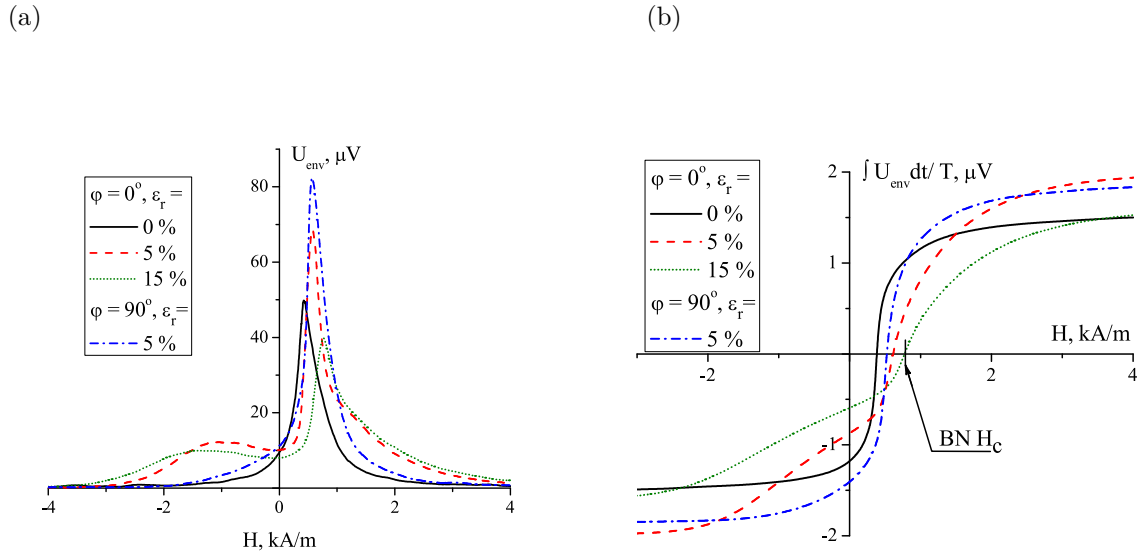 (a)
(b)
U_env, μV
φ = 0°, ε_r =
0 %
5 %
15 %
φ = 90°, ε_r =
5 %
80
60
40
20
-4
-2
0
2
4
H, kA/m
∫ U_env dt/ T, μV
φ = 0°, ε_r =
0 %
5 %
15 %
φ = 90°, ε_r =
5 %
2
1
H, kA/m
-2
2
4
-1
BN H_c
-2